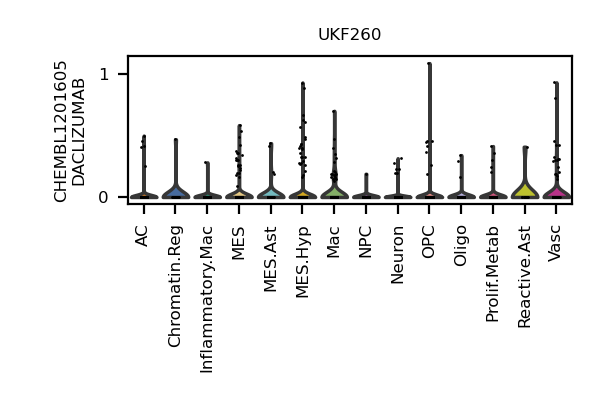 UKF260
CHEMBL1201605
DACLIZUMAB
1
0
AC
Chromatin.Reg
Inflammatory.Mac
MES
MES.Ast
MES.Hyp
Mac
NPC
Neuron
OPC
Oligo
Prolif.Metab
Reactive.Ast
Vasc